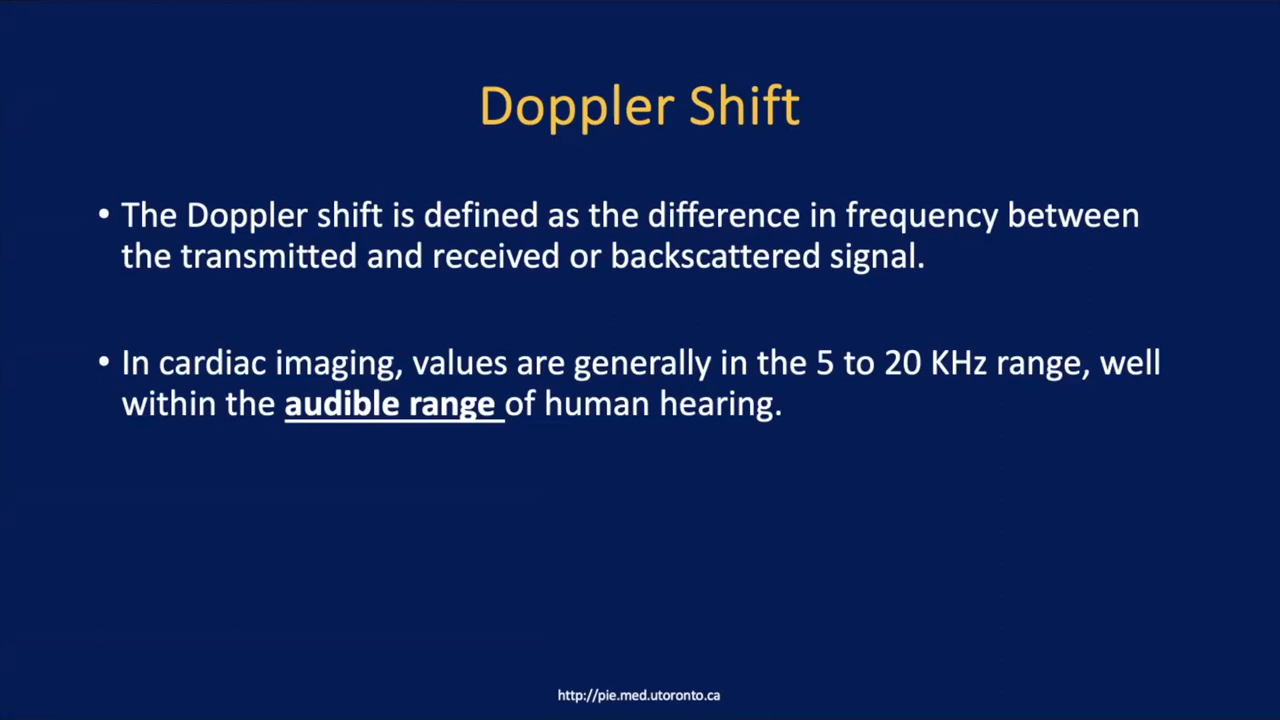 Doppler Shift
• The Doppler shift is defined as the difference in frequency between
the transmitted and received or backscattered signal.
• In cardiac imaging, values are generally in the 5 to 20 KHz range, well
within the audible range of human hearing.
http://pie.med.utoronto.ca